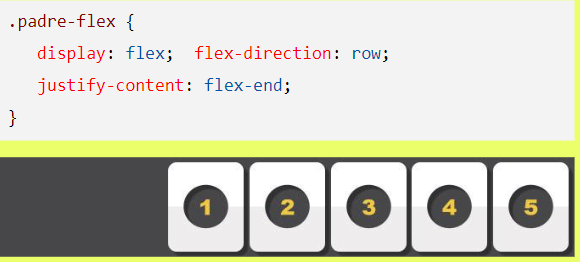 .padre-flex {
display: flex;  flex-direction: row;
justify-content: flex-end;
}
1 2 3 4 5